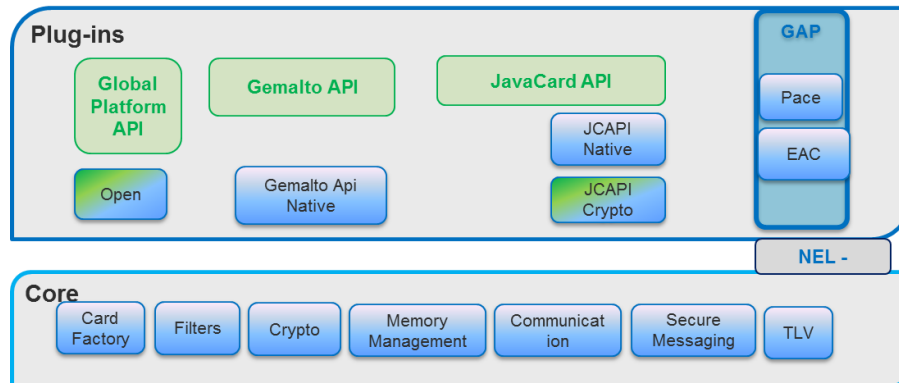 Plug-ins
GAP
Global
Platform
API
Gemalto API
JavaCard API
Pace
JCAPI
Native
EAC
Open
Gemalto Api
Native
JCAPI
Crypto
NEL -
Core
Card
Factory
Filters
Crypto
Memory
Management
Communicat
ion
Secure
Messaging
TLV